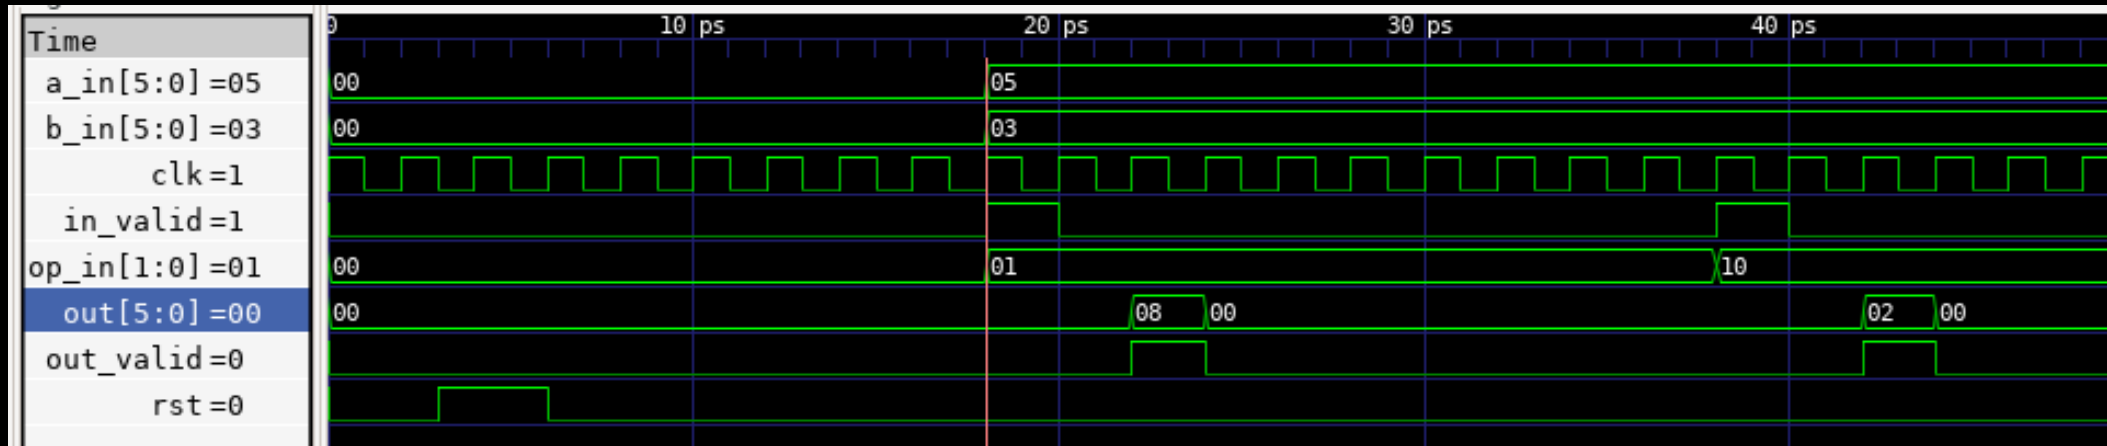 0 10 ps 20 ps 30 ps 40 ps
Time
a_in[5:0]=05 00 05
b_in[5:0]=03 00 03
clk=1
in_valid=1
op_in[1:0]=01 00 01 10
out[5:0]=00 00 08 00 02 00
out_valid=0
rst=0